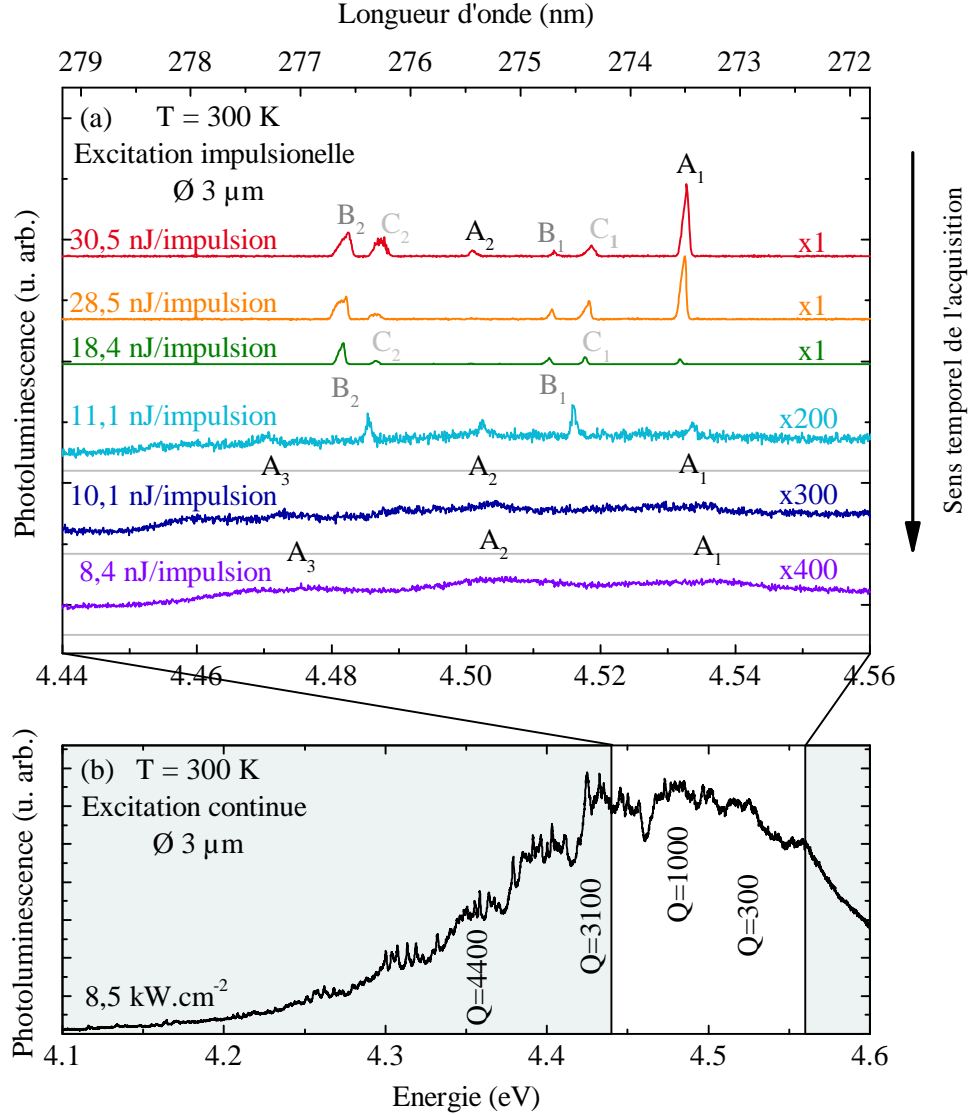 Longueur d'onde (nm)
279 278 277 276 275 274 273 272
(a) T = 300 K
Excitation impulsionelle
Ø 3 µm
A₁
B₂ C₂ A₂ B₁ C₁
30,5 nJ/impulsion x1
28,5 nJ/impulsion x1
18,4 nJ/impulsion C₂ C₁ x1
B₂ B₁
11,1 nJ/impulsion x200
A₃ A₂ A₁
10,1 nJ/impulsion x300
A₃ A₂ A₁
8,4 nJ/impulsion x400
4.44 4.46 4.48 4.50 4.52 4.54 4.56
Photoluminescence (u. arb.)
Sens temporel de l'acquisition
(b) T = 300 K
Excitation continue
Ø 3 µm
Q=4400
Q=3100
Q=1000
Q=300
8,5 kW.cm⁻²
4.1 4.2 4.3 4.4 4.5 4.6
Photoluminescence (u. arb.)
Energie (eV)